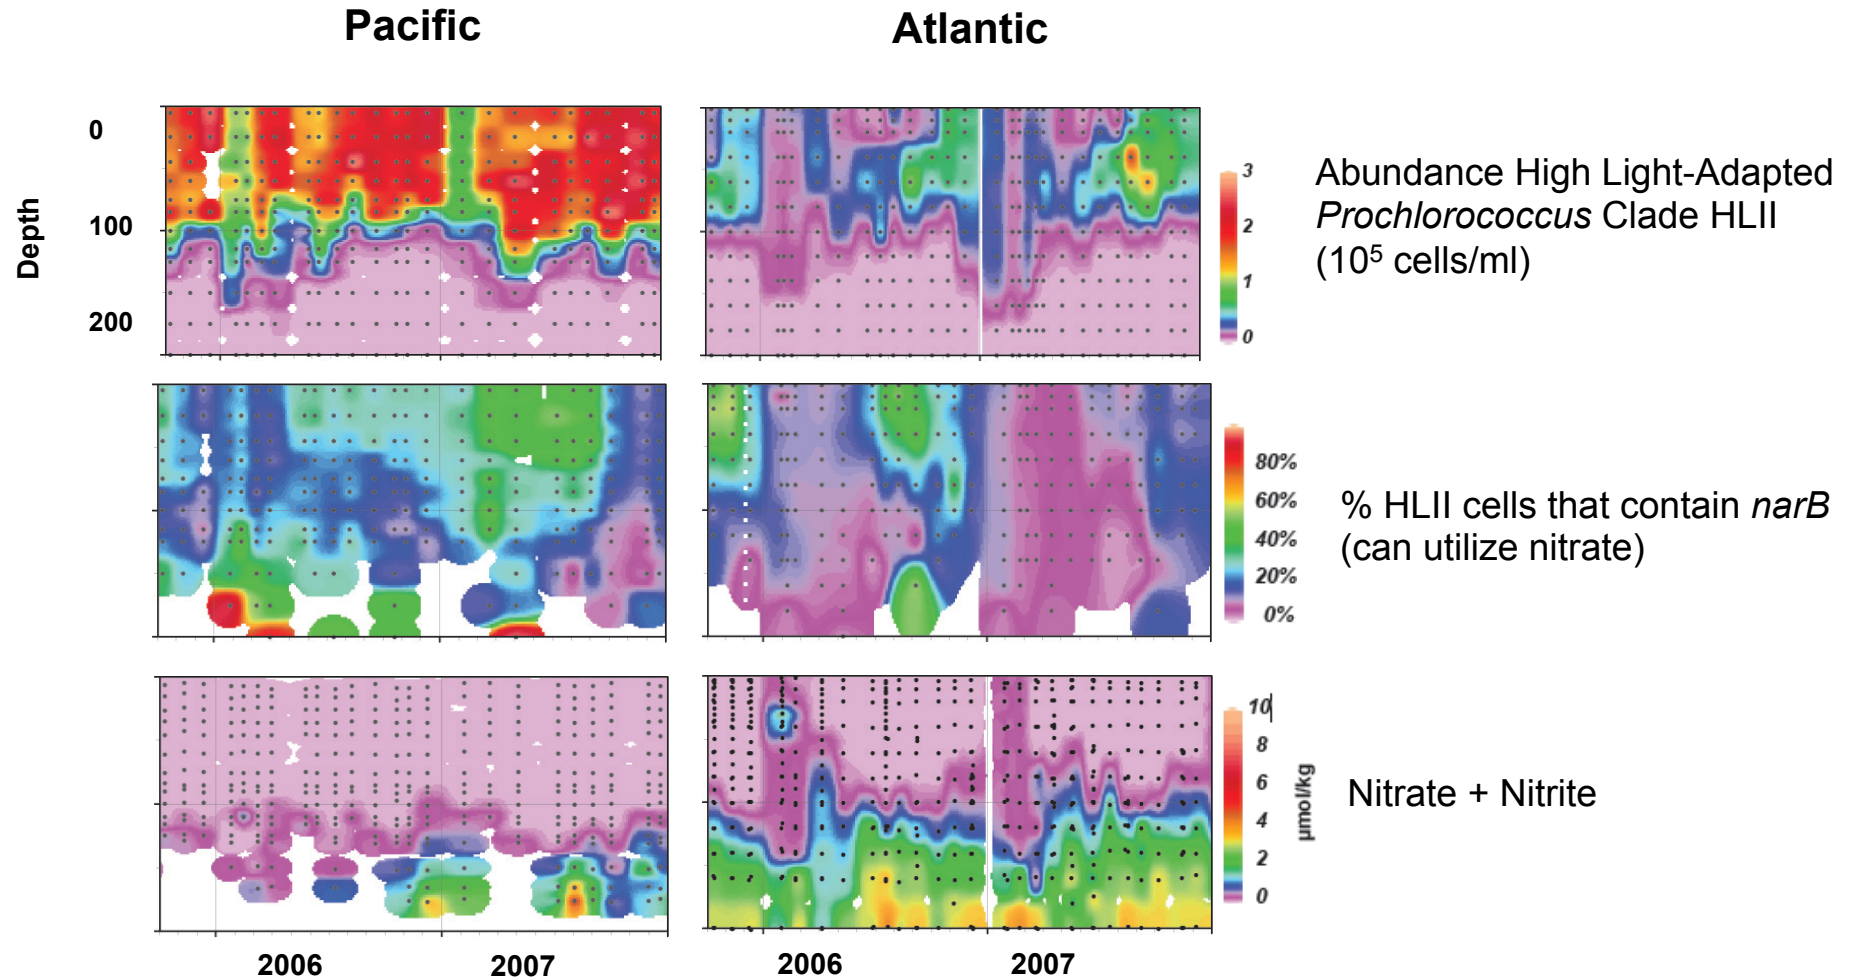 Pacific
Atlantic
Depth
0
100
200
3
2
1
0
Abundance High Light-Adapted
Prochlorococcus Clade HLII
(10⁵ cells/ml)
80%
60%
40%
20%
0%
% HLII cells that contain narB
(can utilize nitrate)
10
8
6
4
2
0
µmol/kg
Nitrate + Nitrite
2006
2007
2006
2007